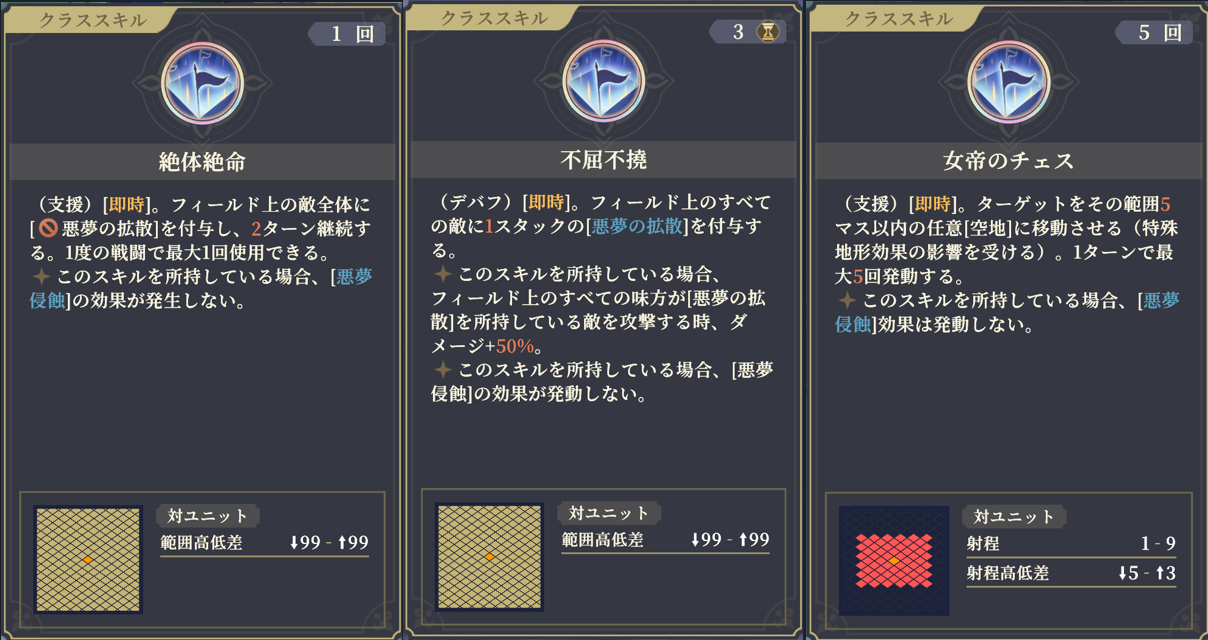 クラススキル
1 回
絶体絶命
（支援）[即時]。フィールド上の敵全体に
[悪夢の拡散]を付与し、2ターン継続す
る。1度の戦闘で最大1回使用できる。
このスキルを所持している場合、[悪夢
侵蝕]の効果が発生しない。
対ユニット
範囲高低差 ↓99 - ↑99
クラススキル
3
不屈不撓
（デバフ）[即時]。フィールド上のすべて
の敵に1スタックの[悪夢の拡散]を付与す
る。
このスキルを所持している場合、
フィールド上のすべての味方が[悪夢の拡
散]を所持している敵を攻撃する時、ダ
メージ+50%。
このスキルを所持している場合、[悪夢
侵蝕]の効果が発動しない。
対ユニット
範囲高低差 ↓99 - ↑99
クラススキル
5 回
女帝のチェス
（支援）[即時]。ターゲットをその範囲5
マス以内の任意[空地]に移動させる（特殊
地形効果の影響を受ける）。1ターンで最
大5回発動する。
このスキルを所持している場合、[悪夢
侵蝕]効果は発動しない。
対ユニット
射程 1 - 9
射程高低差 ↓5 - ↑3